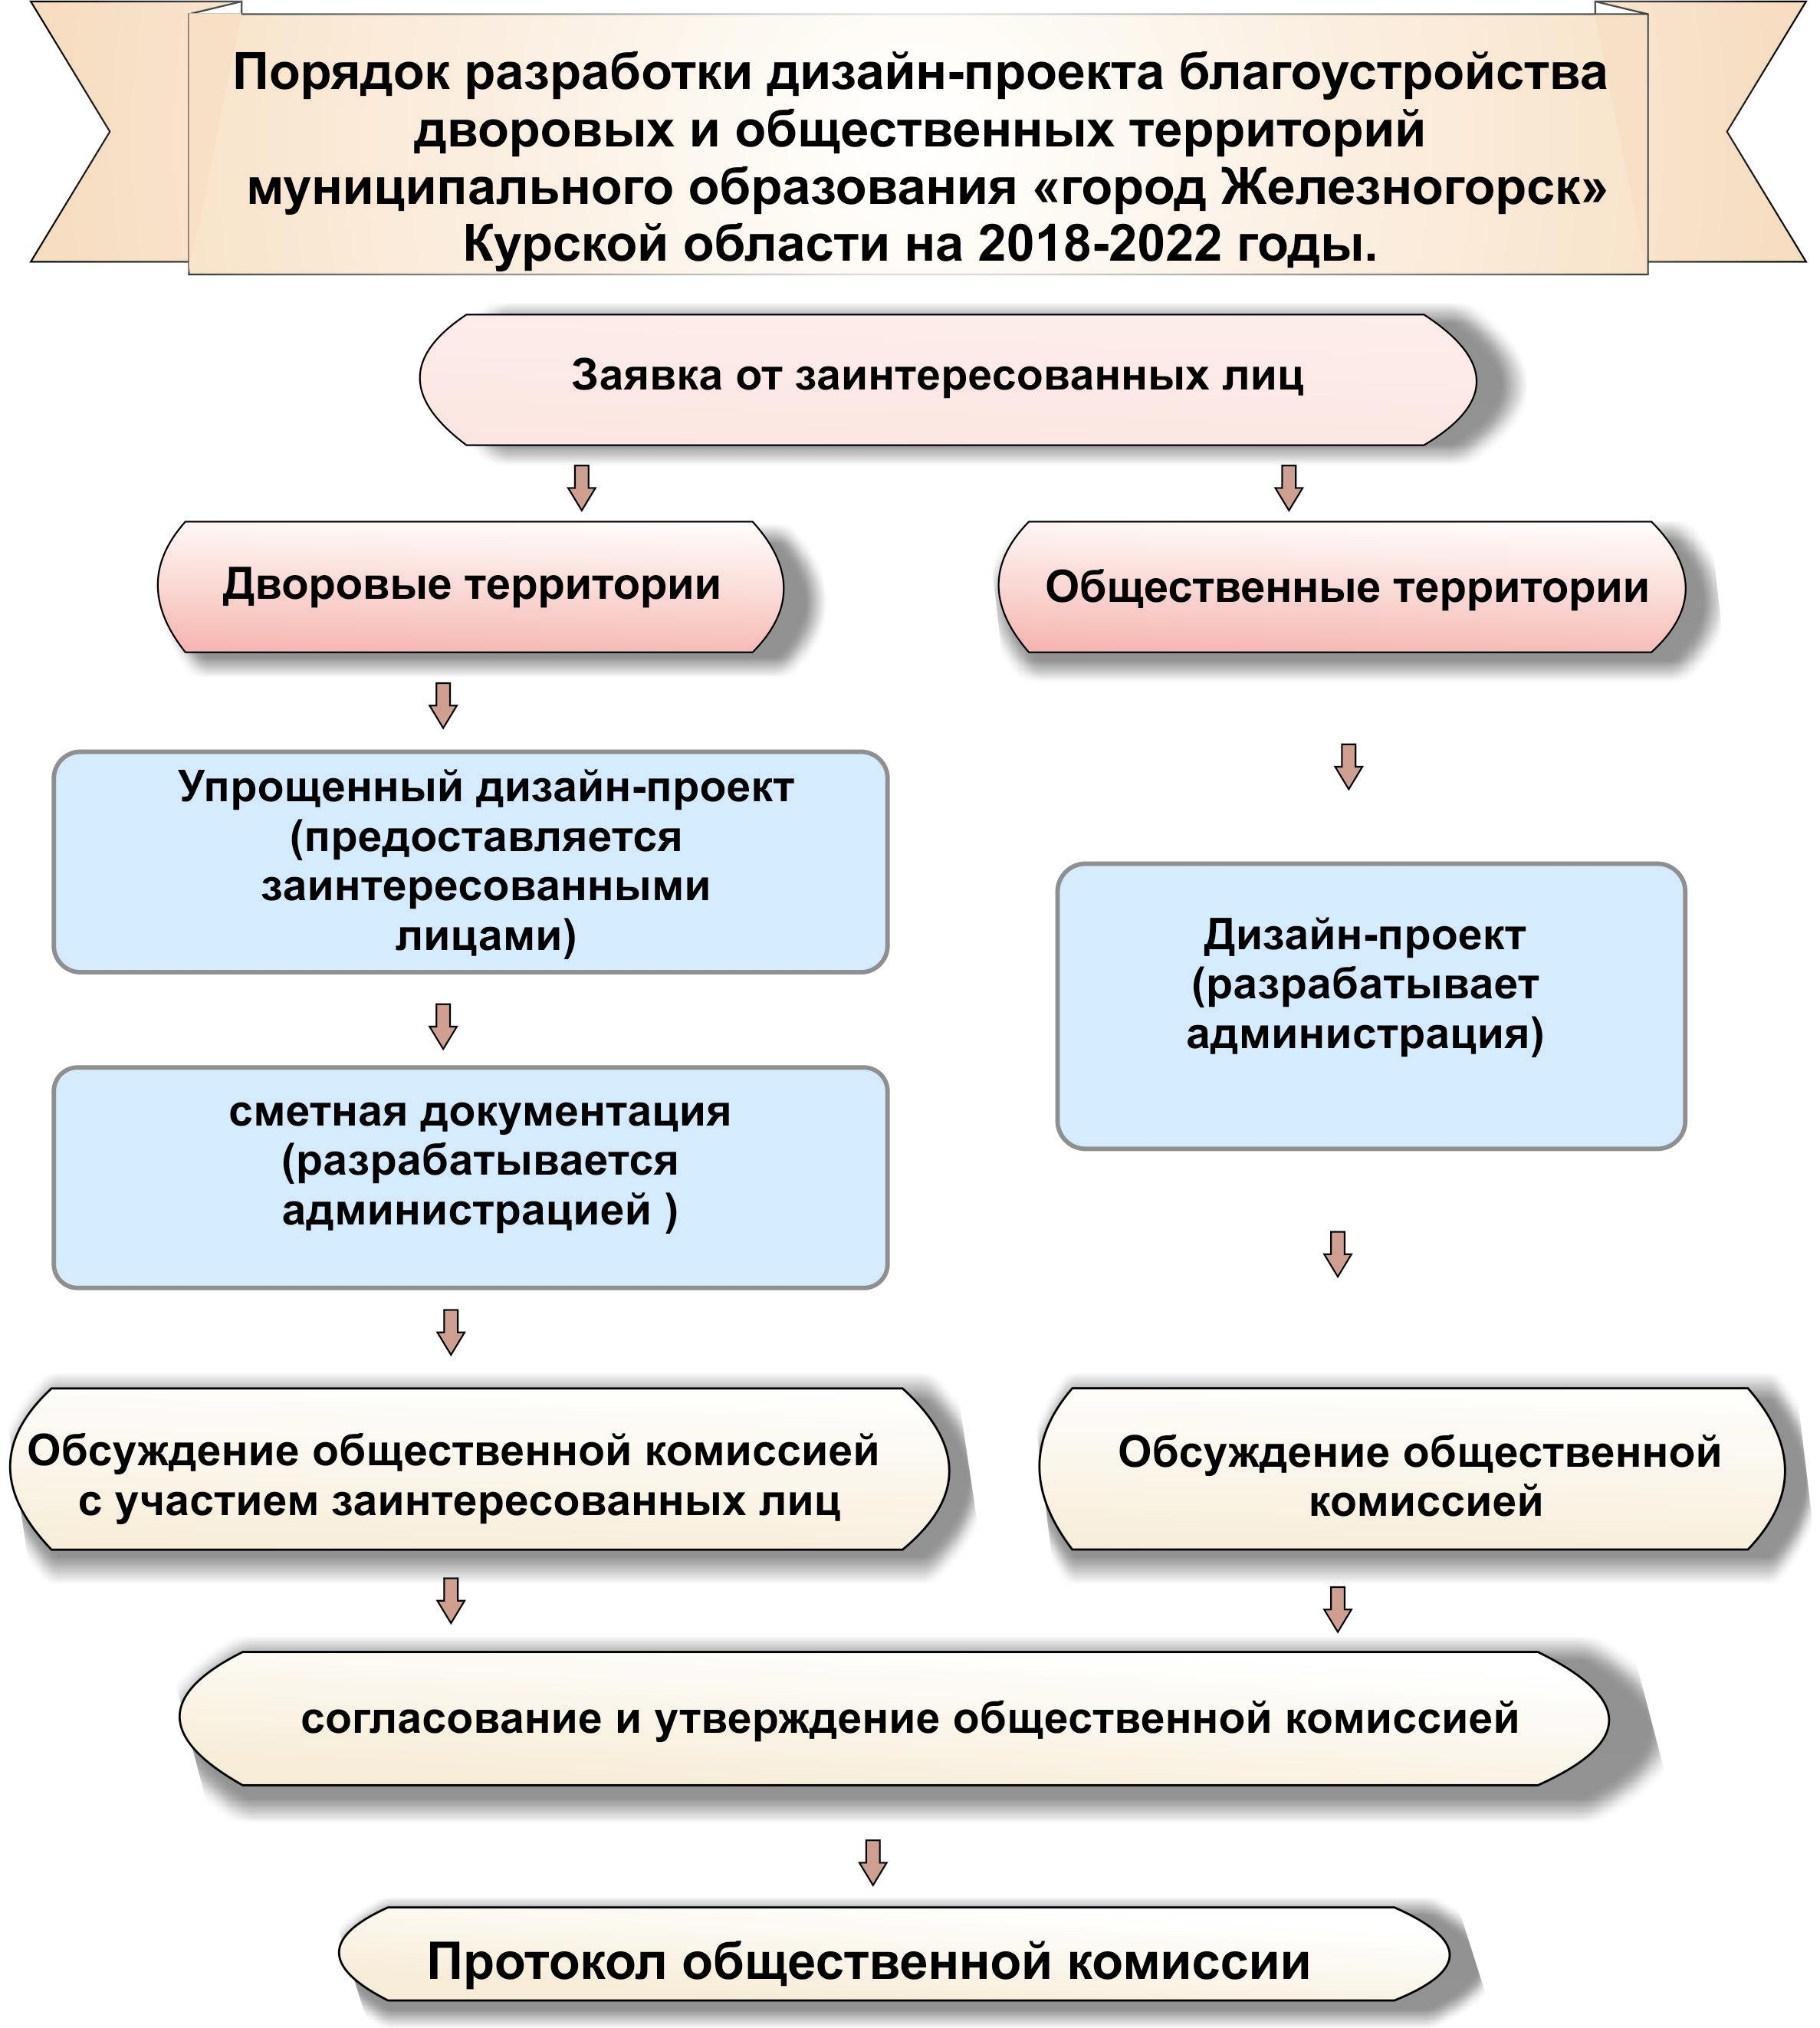 Порядок разработки дизайн-проекта благоустройства
дворовых и общественных территорий
муниципального образования «город Железногорск»
Курской области на 2018-2022 годы.
Заявка от заинтересованных лиц
Дворовые территории
Общественные территории
Упрощенный дизайн-проект
(предоставляется
заинтересованными
лицами)
Дизайн-проект
(разрабатывает
администрация)
сметная документация
(разрабатывается
администрацией )
Обсуждение общественной комиссией
с участием заинтересованных лиц
Обсуждение общественной
комиссией
согласование и утверждение общественной комиссией
Протокол общественной комиссии